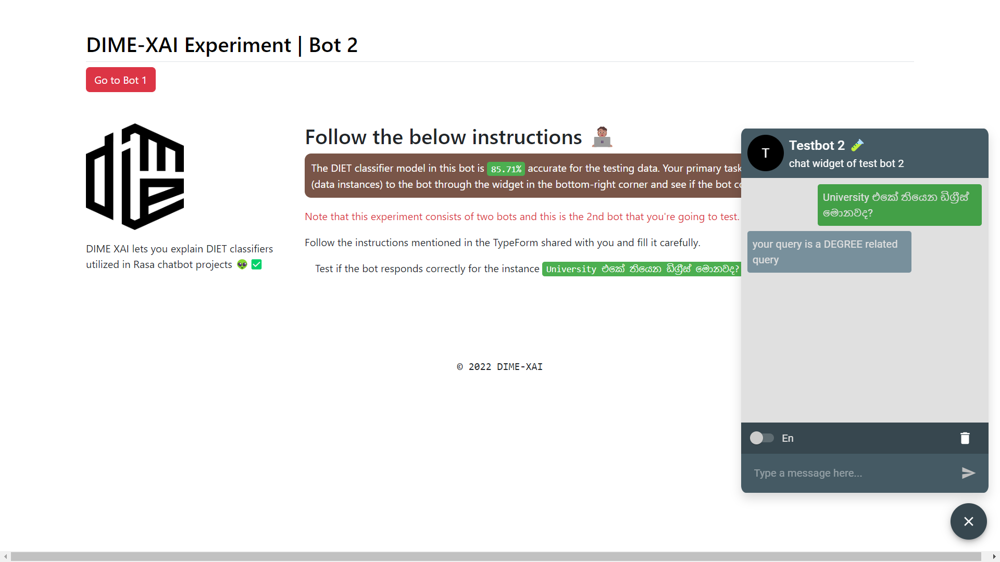 DIME-XAI Experiment | Bot 2
Go to Bot 1
DIME XAI lets you explain DIET classifiers
utilized in Rasa chatbot projects 👽 ✅
Follow the below instructions 🧑🏽‍💻
The DIET classifier model in this bot is 85.71% accurate for the testing data. Your primary task
(data instances) to the bot through the widget in the bottom-right corner and see if the bot
Note that this experiment consists of two bots and this is the 2nd bot that you're going to test.
Follow the instructions mentioned in the TypeForm shared with you and fill it carefully.
Test if the bot responds correctly for the instance University එකේ තියෙන ඩිග්‍රීස් මොනවද?
© 2022 DIME-XAI
T
Testbot 2 🧪
chat widget of test bot 2
University එකේ තියෙන ඩිග්‍රීස්
මොනවද?
your query is a DEGREE related
query
En
Type a message here...